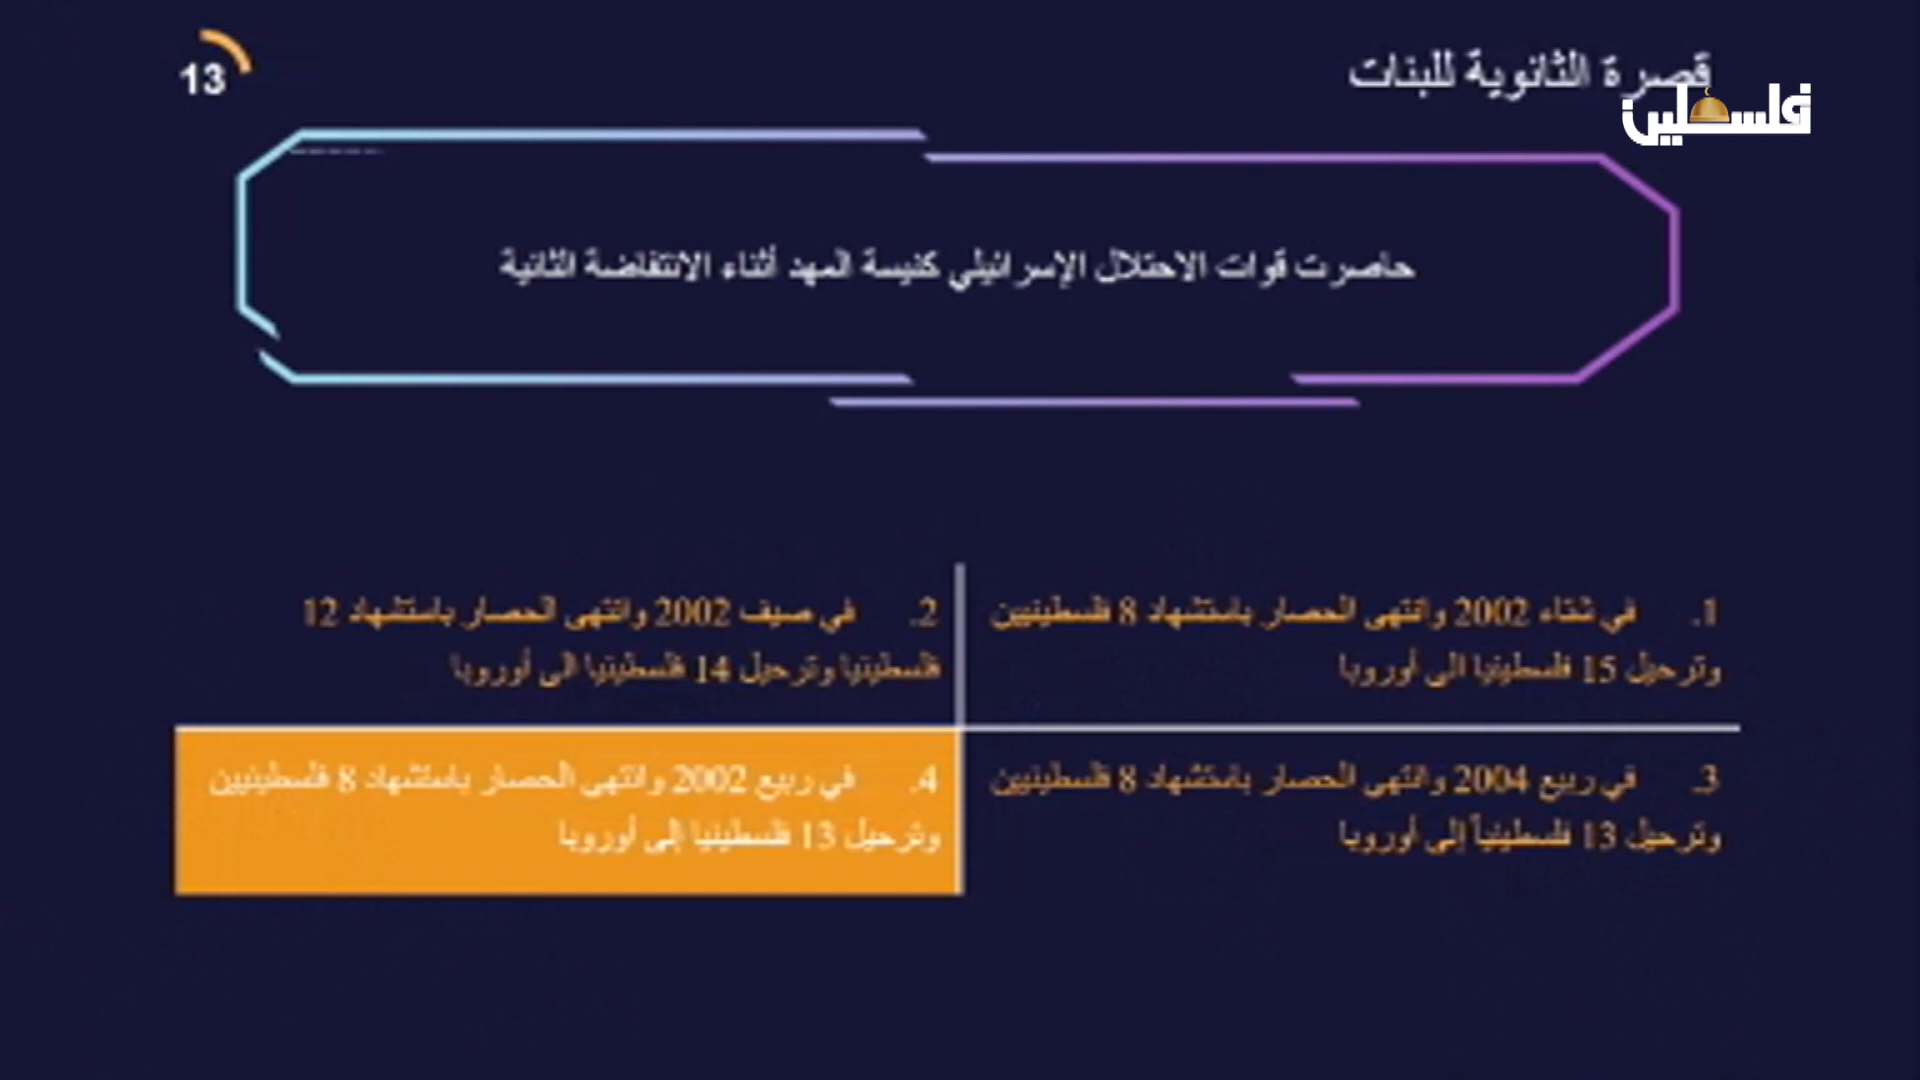 قصرة الثانوية للبنات
13
فلسطين
حاصرت قوات الاحتلال الإسرائيلي كنيسة المهد أثناء الانتفاضة الثانية
1. في شتاء 2002 وانتهى الحصار باستشهاد 8 فلسطينيين
وترحيل 15 فلسطينيا الى أوروبا
2. في صيف 2002 وانتهى الحصار باستشهاد 12
فلسطينيا وترحيل 14 فلسطينيا الى أوروبا
3. في ربيع 2004 وانتهى الحصار باستشهاد 8 فلسطينيين
وترحيل 13 فلسطينياً إلى أوروبا
4. في ربيع 2002 وانتهى الحصار باستشهاد 8 فلسطينيين
وترحيل 13 فلسطينيا إلى أوروبا